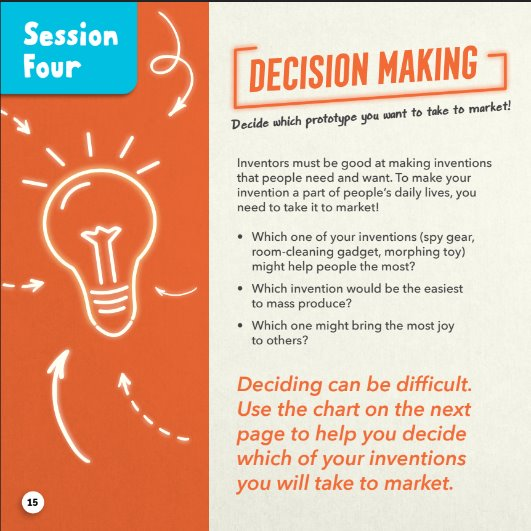 Session
Four
DECISION MAKING
Decide which prototype you want to take to market!
Inventors must be good at making inventions
that people need and want. To make your
invention a part of people's daily lives, you
need to take it to market!
• Which one of your inventions (spy gear,
room-cleaning gadget, morphing toy)
might help people the most?
• Which invention would be the easiest
to mass produce?
• Which one might bring the most joy
to others?
Deciding can be difficult.
Use the chart on the next
page to help you decide
which of your inventions
you will take to market.
15